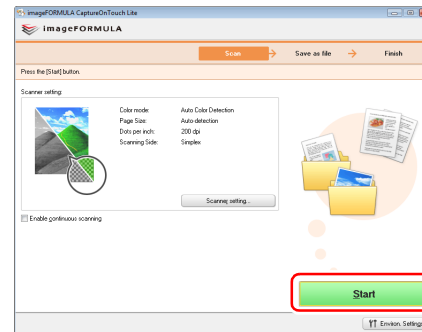 imageFORMULA CaptureOnTouch Lite
imageFORMULA
Scan Save as file Finish
Press the [Start] button.
Scanner setting:
Color mode: Auto Color Detection
Page Size: Auto detection
Dots per inch: 200 dpi
Scanning Side: Simplex
Scanner setting...
Enable continuous scanning
Start
Environ. Settings